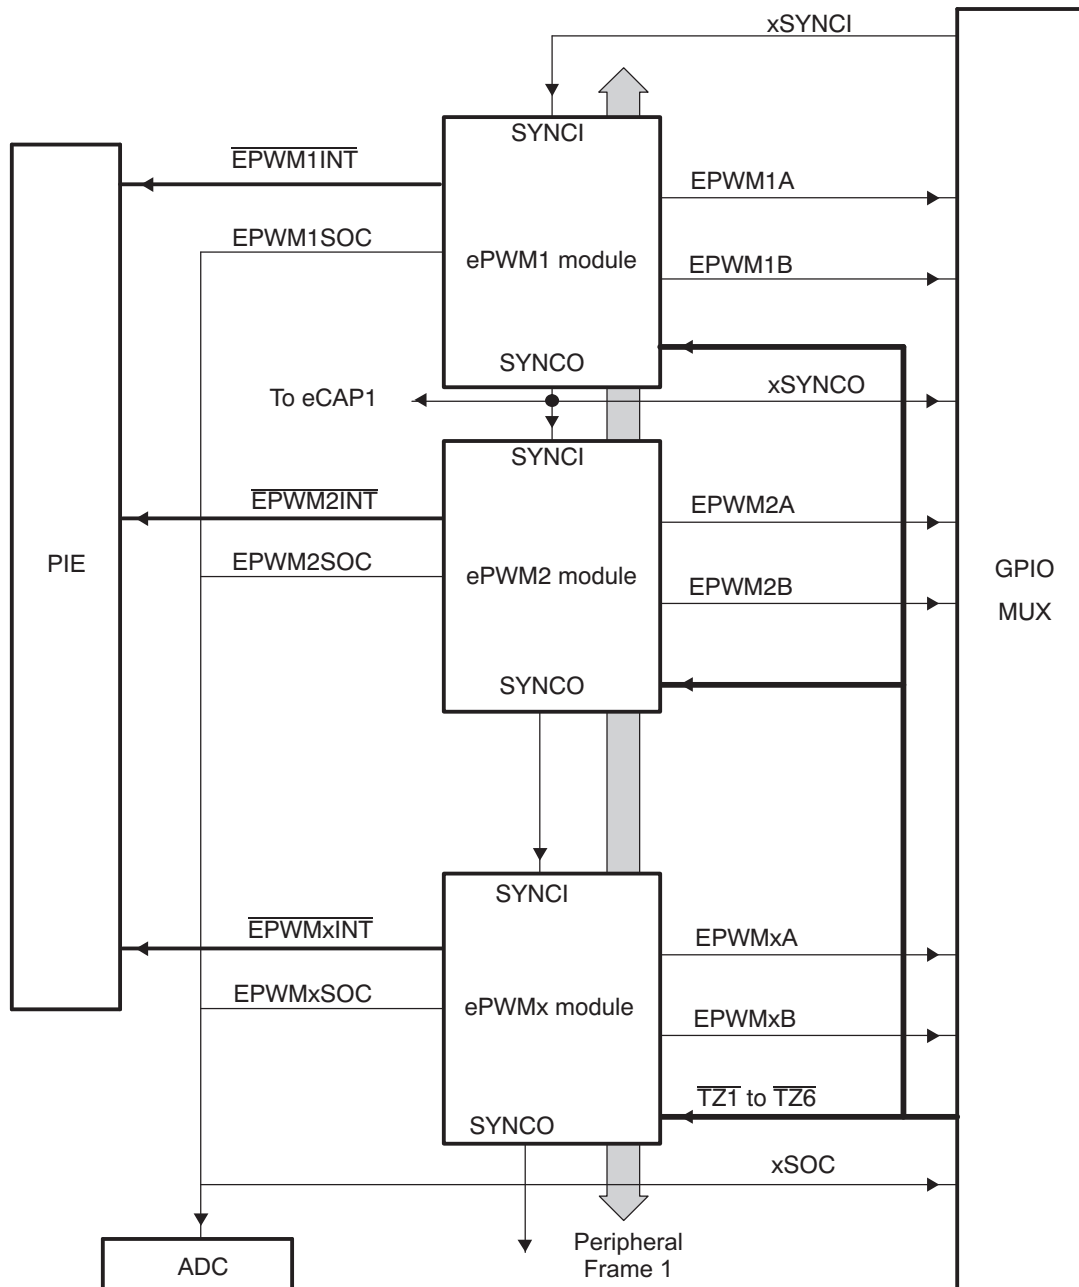 xSYNCI
SYNCI
EPWM1INT
EPWM1A
EPWM1SOC
ePWM1 module
EPWM1B
SYNCO
To eCAP1
xSYNCO
SYNCI
EPWM2INT
EPWM2A
PIE
EPWM2SOC
ePWM2 module
EPWM2B
GPIO
MUX
SYNCO
SYNCI
EPWMxINT
EPWMxA
EPWMxSOC
ePWMx module
EPWMxB
TZ1 to TZ6
SYNCO
xSOC
Peripheral
Frame 1
ADC